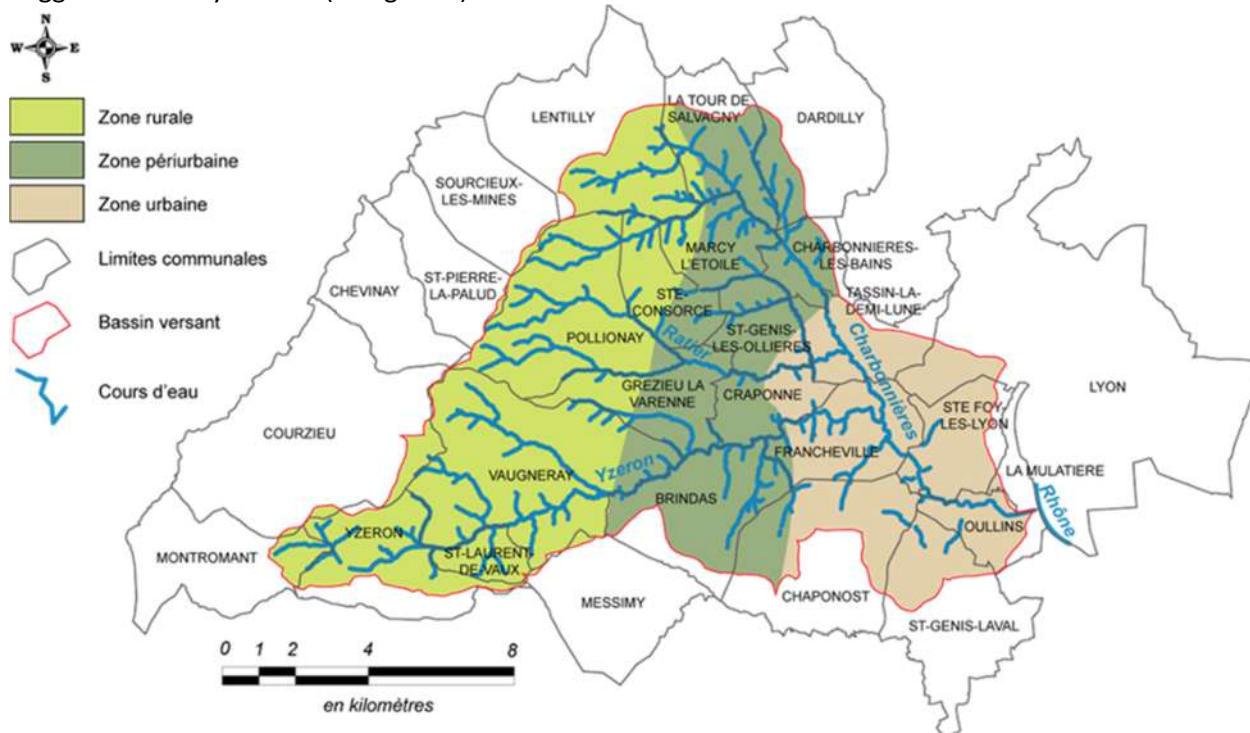 N
W E
S
Zone rurale
Zone périurbaine
Zone urbaine
Limites communales
Bassin versant
Cours d'eau
LENTILLY
LA TOUR DE
SALVAGNY
DARDILLY
SOURCIEUX-
LES-MINES
MARCY
L'ETOILE
CHARBONNIERES-
LES-BAINS
CHEVINAY
ST-PIERRE-
LA-PALUD
STE-
CONSORCE
TASSIN-LA-
DEMI-LUNE
POLLIONAY
Ratier
ST-GENIS-
LES-OLLIERES
Charbonnières
LYON
GREZIEU LA
VARENNE
CRAPONNE
STE FOY-
LES-LYON
COURZIEU
VAUGNERAY
Yzeron
FRANCHEVILLE
LA MULATIERE
Rhône
BRINDAS
YZERON
OULLINS
MONTROMANT
ST-LAURENT-
DE-VAUX
MESSIMY
CHAPONOST
ST-GENIS-LAVAL
0 1 2 4 8
en kilomètres